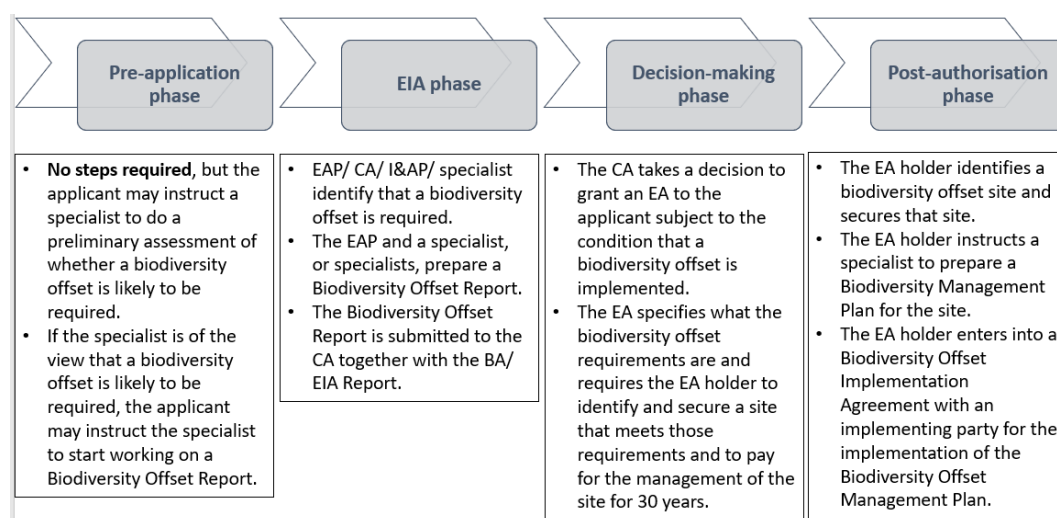 Pre-application
phase
EIA phase
Decision-making
phase
Post-authorisation
phase
• No steps required, but the
applicant may instruct a
specialist to do a
preliminary assessment of
whether a biodiversity
offset is likely to be
required.
• If the specialist is of the
view that a biodiversity
offset is likely to be
required, the applicant
may instruct the specialist
to start working on a
Biodiversity Offset Report.
• EAP/ CA/ I&AP/ specialist
identify that a biodiversity
offset is required.
• The EAP and a specialist,
or specialists, prepare a
Biodiversity Offset Report.
• The Biodiversity Offset
Report is submitted to the
CA together with the BA/
EIA Report.
• The CA takes a decision to
grant an EA to the
applicant subject to the
condition that a
biodiversity offset is
implemented.
• The EA specifies what the
biodiversity offset
requirements are and
requires the EA holder to
identify and secure a site
that meets those
requirements and to pay
for the management of the
site for 30 years.
• The EA holder identifies a
biodiversity offset site and
secures that site.
• The EA holder instructs a
specialist to prepare a
Biodiversity Management
Plan for the site.
• The EA holder enters into a
Biodiversity Offset
Implementation
Agreement with an
implementing party for the
implementation of the
Biodiversity Offset
Management Plan.